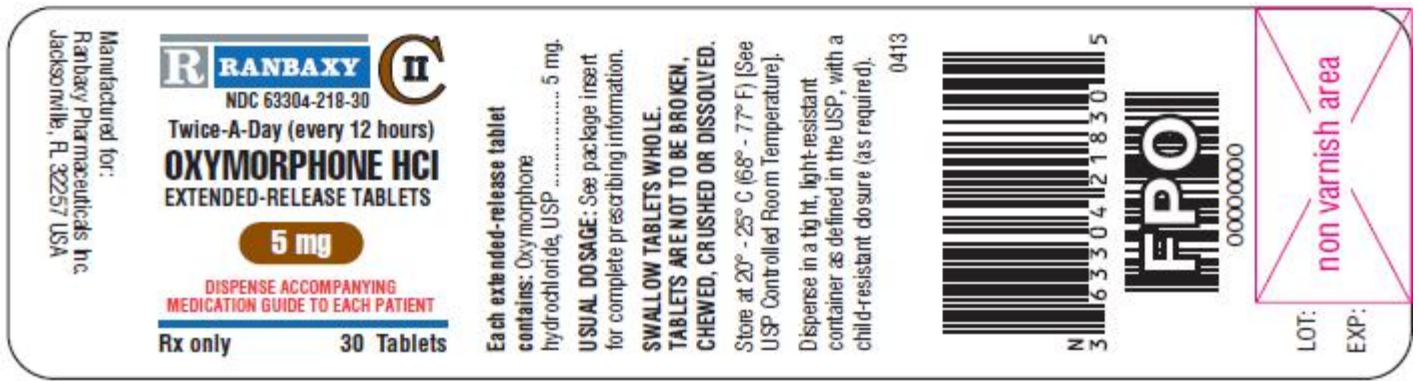 Manufactured for:
Ranbaxy Pharmaceuticals Inc.
Jacksonville, FL 32257 USA
R RANBAXY
CII
NDC 63304-218-30
Twice-A-Day (every 12 hours)
OXYMORPHONE HCl
EXTENDED-RELEASE TABLETS
5 mg
DISPENSE ACCOMPANYING
MEDICATION GUIDE TO EACH PATIENT
Rx only 30 Tablets
Each extended-release tablet
contains: Oxymorphone
hydrochloride, USP .................. 5 mg.
USUAL DOSAGE: See package insert
for complete prescribing information.
SWALLOW TABLETS WHOLE.
TABLETS ARE NOT TO BE BROKEN,
CHEWED, CRUSHED OR DISSOLVED.
Store at 20° - 25° C (68° - 77° F) [See
USP Controlled Room Temperature].
Dispense in a tight, light-resistant
container as defined in the USP, with a
child-resistant closure (as required).
0413
N
3 63304 21830 5
FPO
00000000
non varnish area
LOT:
EXP: